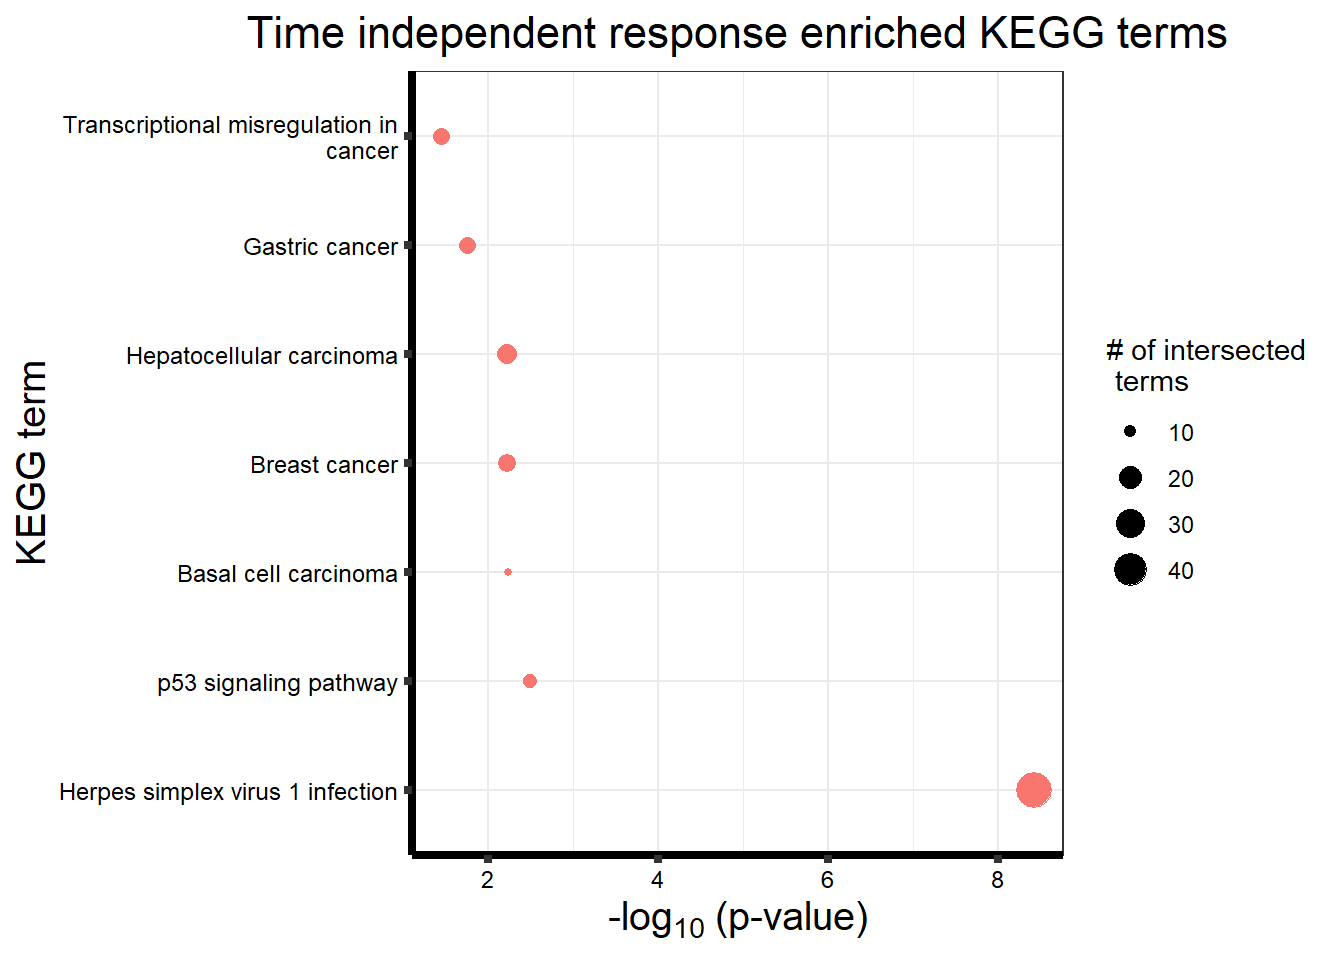 Time independent response enriched KEGG terms
KEGG term
Transcriptional misregulation in
cancer
Gastric cancer
Hepatocellular carcinoma
Breast cancer
Basal cell carcinoma
p53 signaling pathway
Herpes simplex virus 1 infection
2 4 6 8
-log10 (p-value)
# of intersected
terms
10
20
30
40